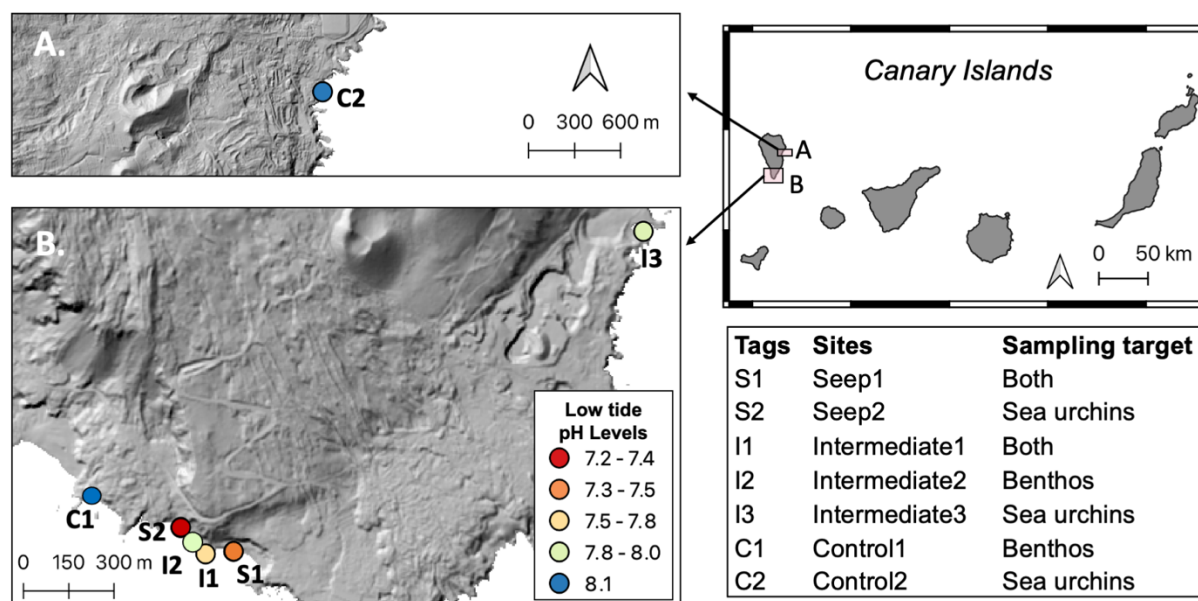 A.
C2
0 300 600 m
Canary Islands
A
B
0 50 km
B.
I3
C1
S2
I2
I1
S1
0 150 300 m
Low tide
pH Levels
7.2 - 7.4
7.3 - 7.5
7.5 - 7.8
7.8 - 8.0
8.1
Tags Sites Sampling target
S1 Seep1 Both
S2 Seep2 Sea urchins
I1 Intermediate1 Both
I2 Intermediate2 Benthos
I3 Intermediate3 Sea urchins
C1 Control1 Benthos
C2 Control2 Sea urchins